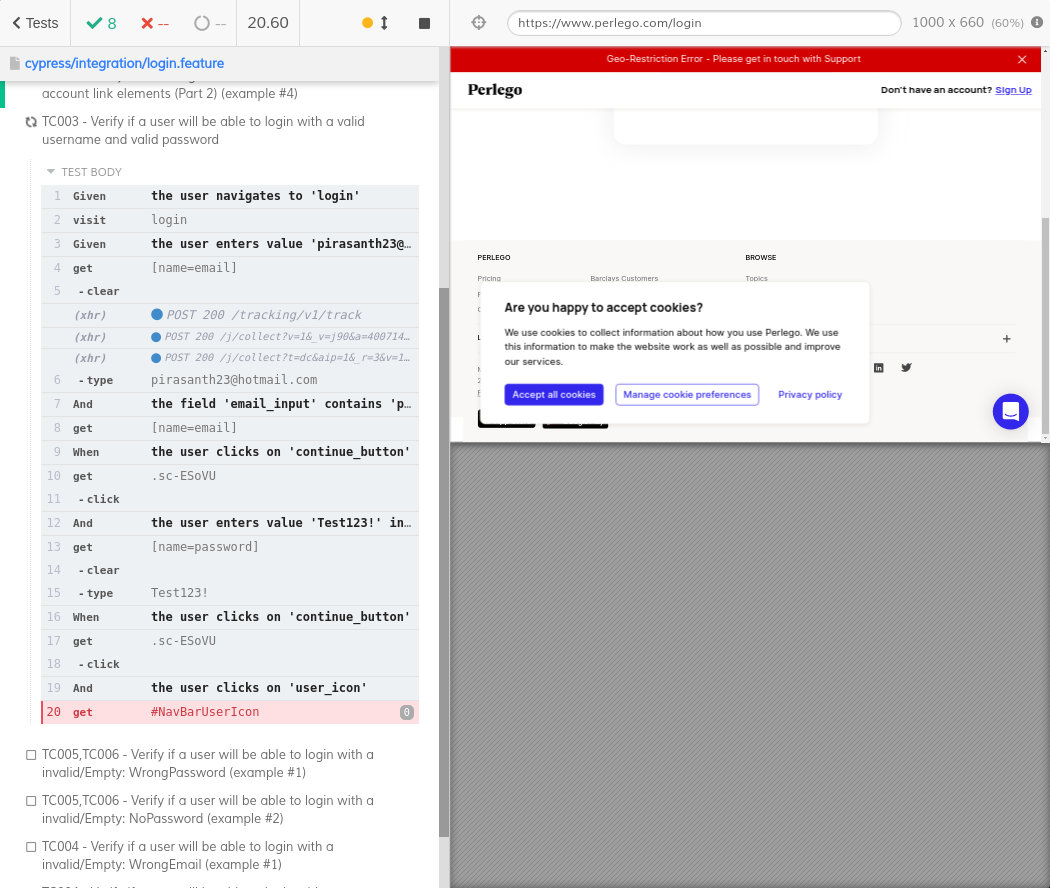 Tests
8
--
--
20.60
https://www.perlego.com/login
1000 x 660 (60%)
cypress/integration/login.feature
account link elements (Part 2) (example #4)
TC003 - Verify if a user will be able to login with a valid
username and valid password
TEST BODY
1 Given the user navigates to 'login'
2 visit login
3 Given the user enters value 'pirasanth23@…
4 get [name=email]
5 -clear
(xhr) POST 200 /tracking/v1/track
(xhr) POST 200 /j/collect?v=1&_v=j90&a=400714…
(xhr) POST 200 /j/collect?t=dc&aip=1&_r=3&v=1…
6 -type pirasanth23@hotmail.com
7 And the field 'email_input' contains 'p…
8 get [name=email]
9 When the user clicks on 'continue_button'
10 get .sc-ESoVU
11 -click
12 And the user enters value 'Test123!' in…
13 get [name=password]
14 -clear
15 -type Test123!
16 When the user clicks on 'continue_button'
17 get .sc-ESoVU
18 -click
19 And the user clicks on 'user_icon'
20 get #NavBarUserIcon 0
TC005,TC006 - Verify if a user will be able to login with a
invalid/Empty: WrongPassword (example #1)
TC005,TC006 - Verify if a user will be able to login with a
invalid/Empty: NoPassword (example #2)
TC004 - Verify if a user will be able to login with a
invalid/Empty: WrongEmail (example #1)
Geo-Restriction Error - Please get in touch with Support
Perlego
Don't have an account? Sign Up
PERLEGO
BROWSE
Pricing
Barclays Customers
Topics
Are you happy to accept cookies?
We use cookies to collect information about how you use Perlego. We use
this information to make the website work as well as possible and improve
our services.
Accept all cookies
Manage cookie preferences
Privacy policy